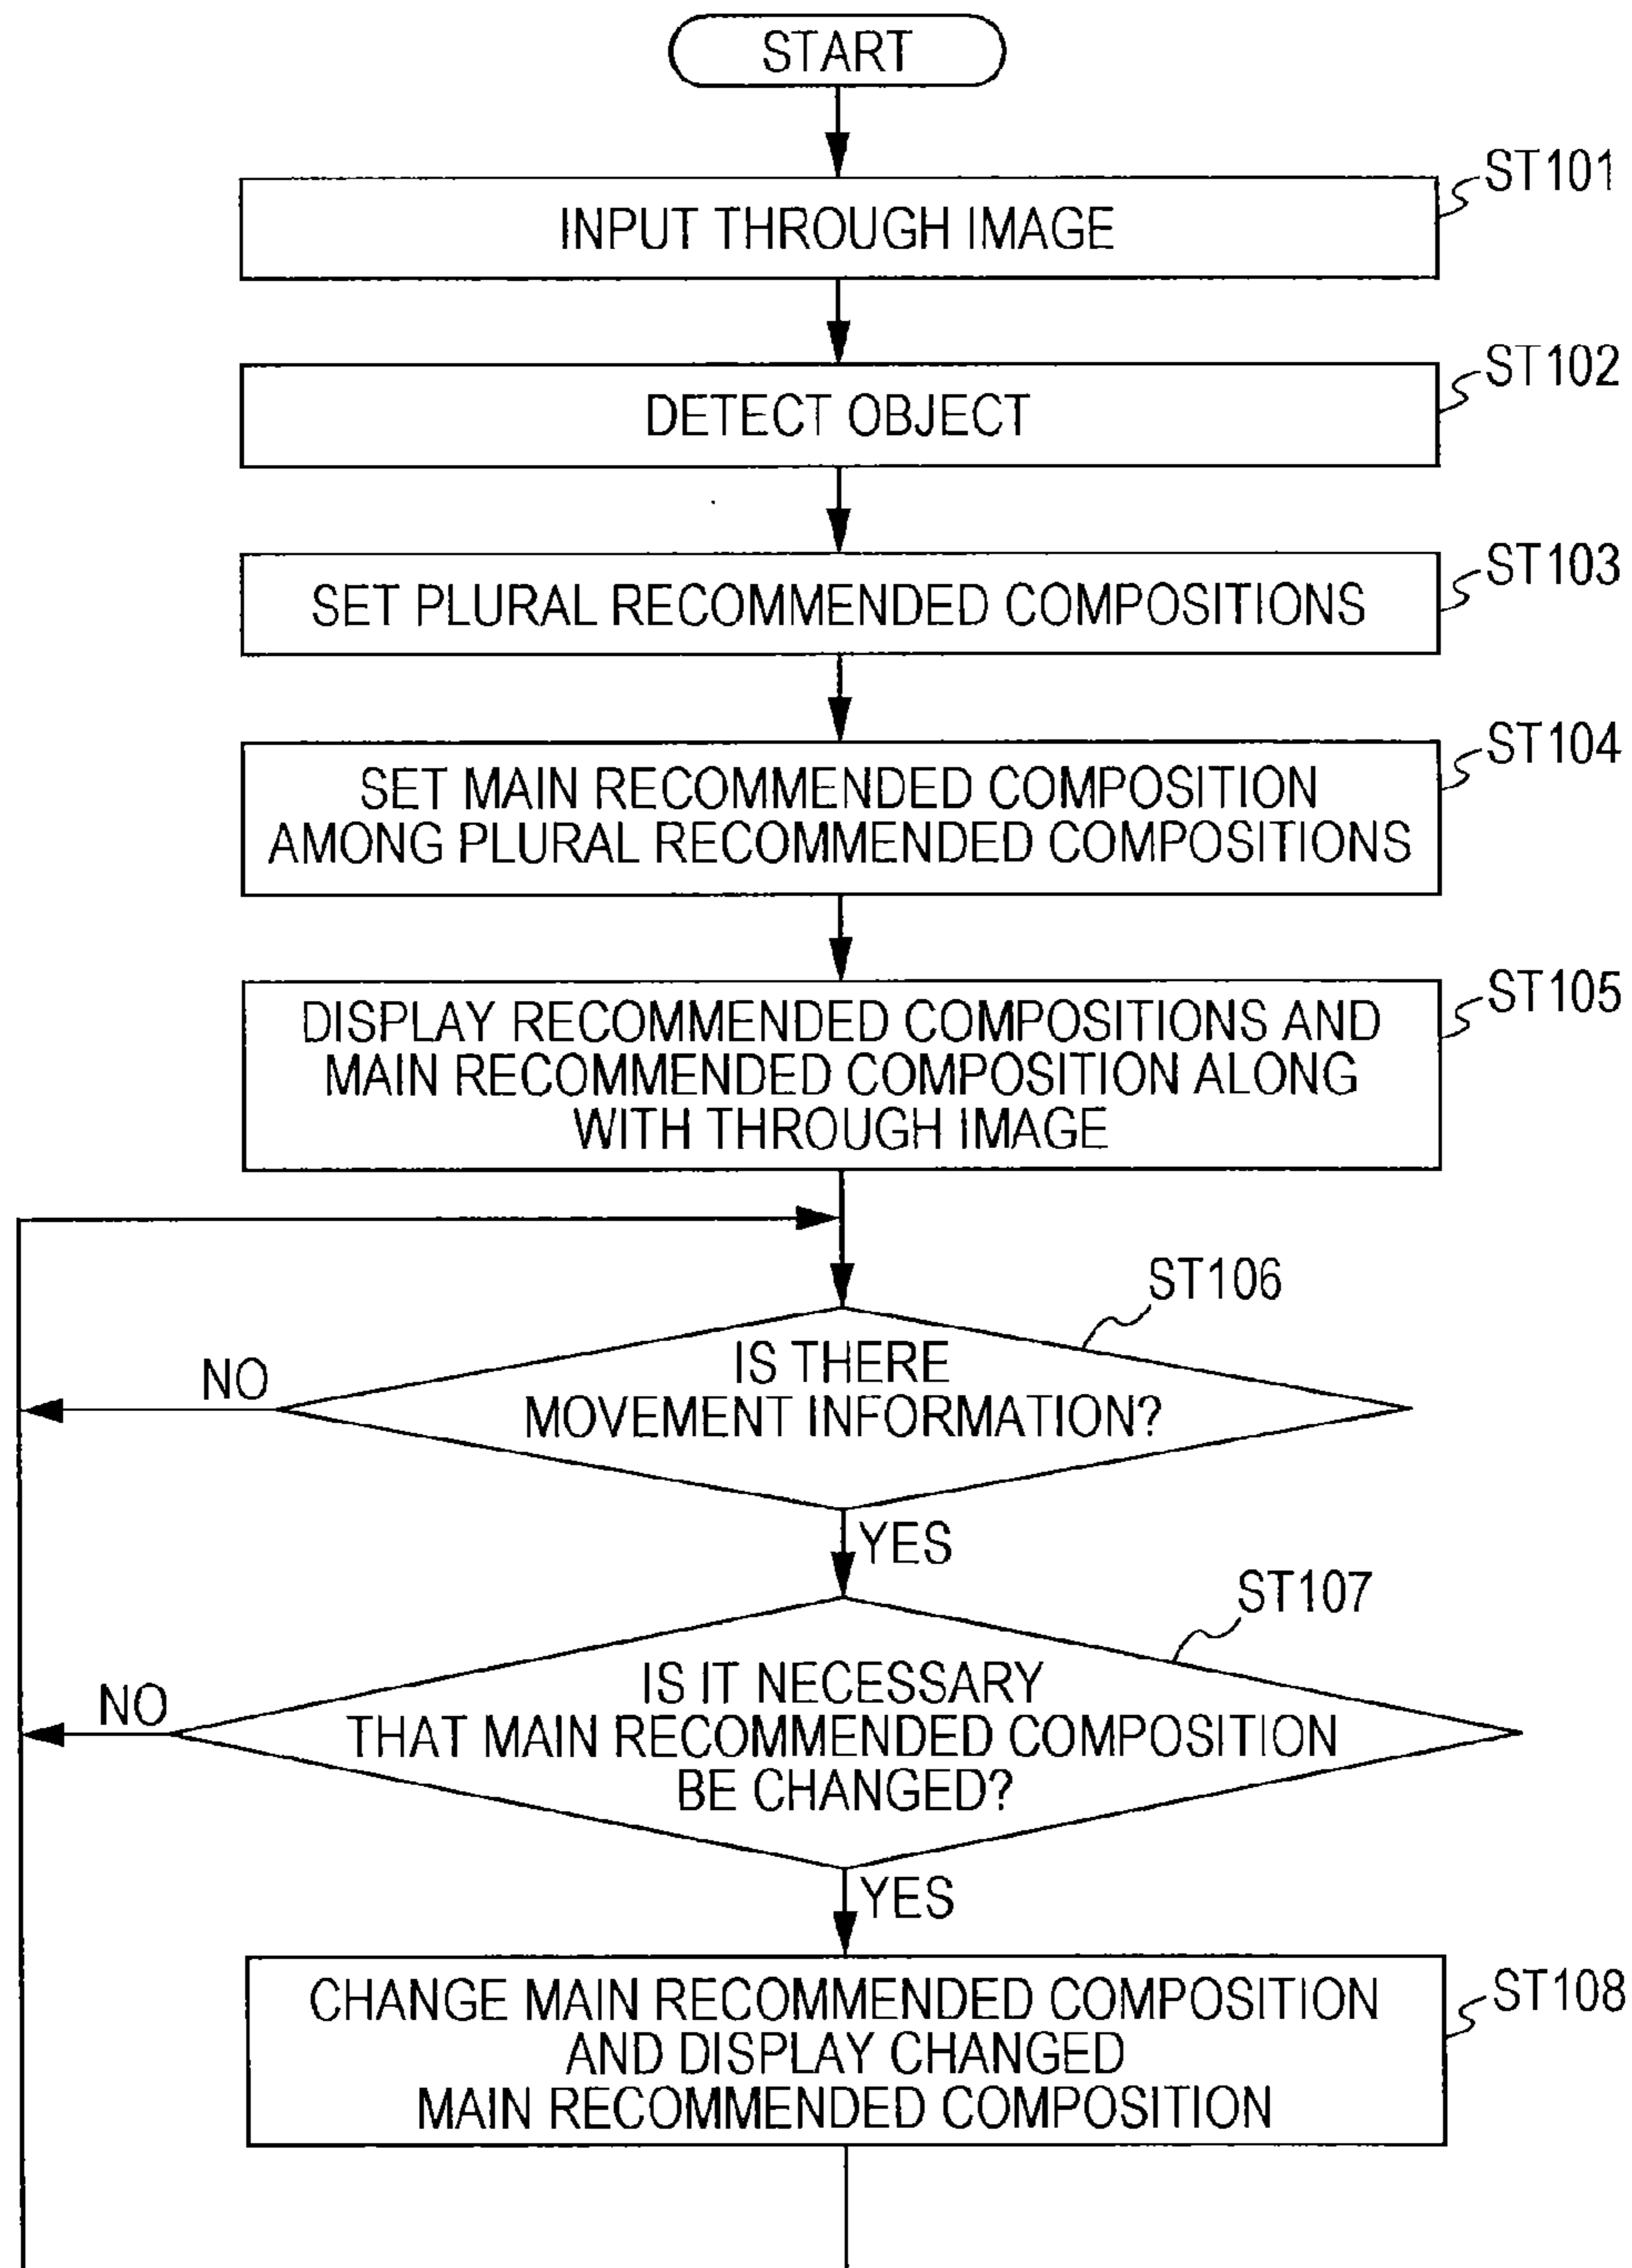 START
ST101
INPUT THROUGH IMAGE
ST102
DETECT OBJECT
ST103
SET PLURAL RECOMMENDED COMPOSITIONS
ST104
SET MAIN RECOMMENDED COMPOSITION
AMONG PLURAL RECOMMENDED COMPOSITIONS
ST105
DISPLAY RECOMMENDED COMPOSITIONS AND
MAIN RECOMMENDED COMPOSITION ALONG
WITH THROUGH IMAGE
ST106
IS THERE
MOVEMENT INFORMATION?
NO
YES
ST107
IS IT NECESSARY
THAT MAIN RECOMMENDED COMPOSITION
BE CHANGED?
NO
YES
ST108
CHANGE MAIN RECOMMENDED COMPOSITION
AND DISPLAY CHANGED
MAIN RECOMMENDED COMPOSITION